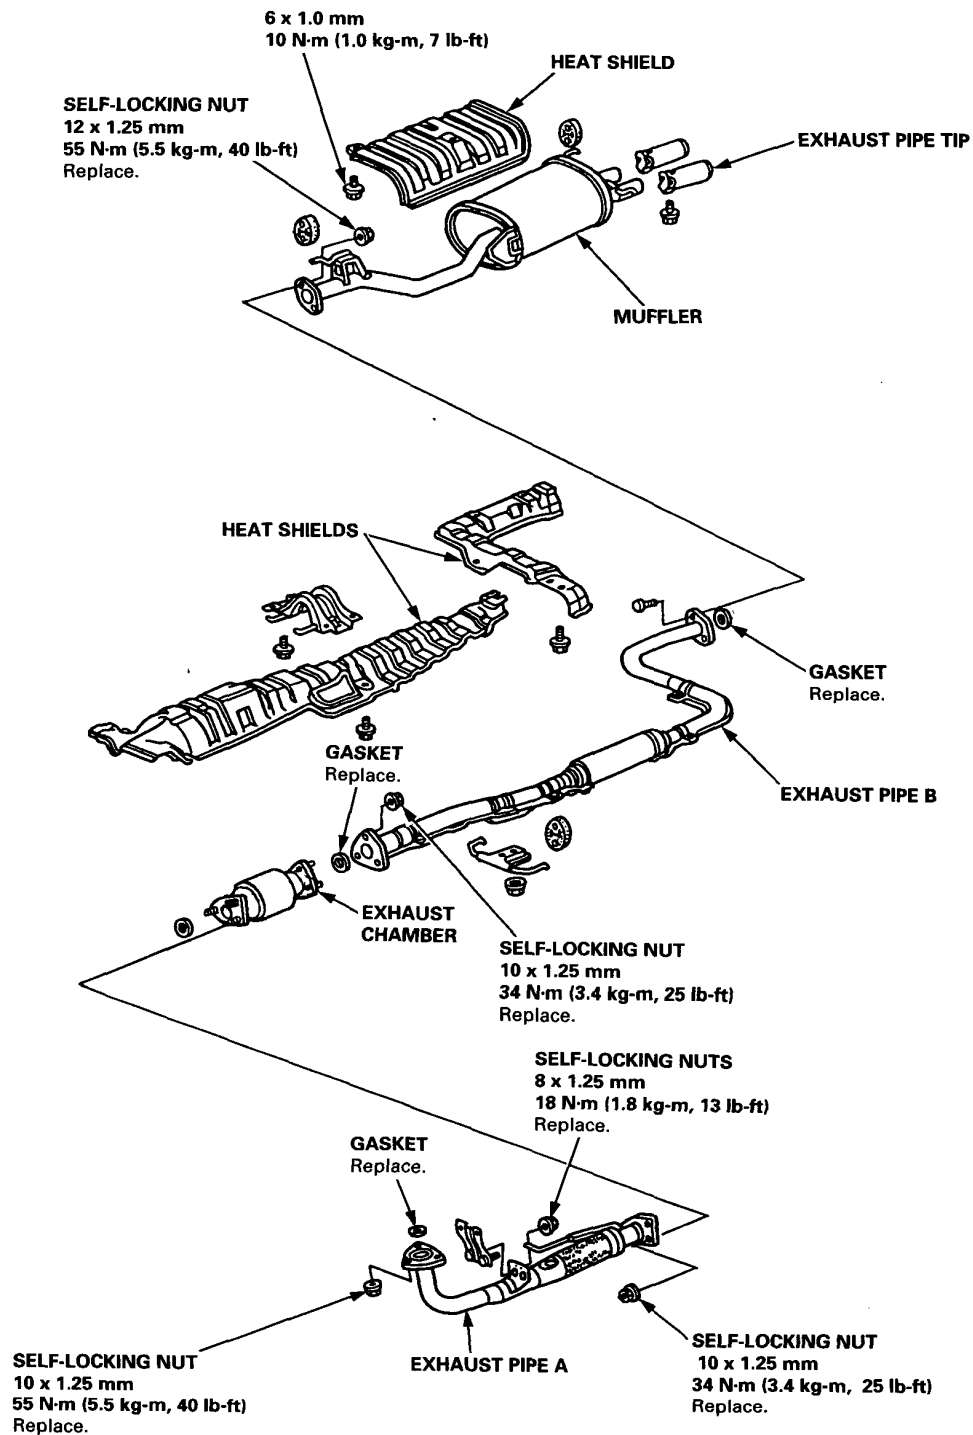 6 x 1.0 mm
10 N·m (1.0 kg-m, 7 lb-ft)
HEAT SHIELD
SELF-LOCKING NUT
12 x 1.25 mm
55 N·m (5.5 kg-m, 40 lb-ft)
Replace.
EXHAUST PIPE TIP
MUFFLER
HEAT SHIELDS
GASKET
Replace.
GASKET
Replace.
EXHAUST PIPE B
EXHAUST
CHAMBER
SELF-LOCKING NUT
10 x 1.25 mm
34 N·m (3.4 kg-m, 25 lb-ft)
Replace.
SELF-LOCKING NUTS
8 x 1.25 mm
18 N·m (1.8 kg-m, 13 lb-ft)
Replace.
GASKET
Replace.
SELF-LOCKING NUT
10 x 1.25 mm
55 N·m (5.5 kg-m, 40 lb-ft)
Replace.
EXHAUST PIPE A
SELF-LOCKING NUT
10 x 1.25 mm
34 N·m (3.4 kg-m, 25 lb-ft)
Replace.